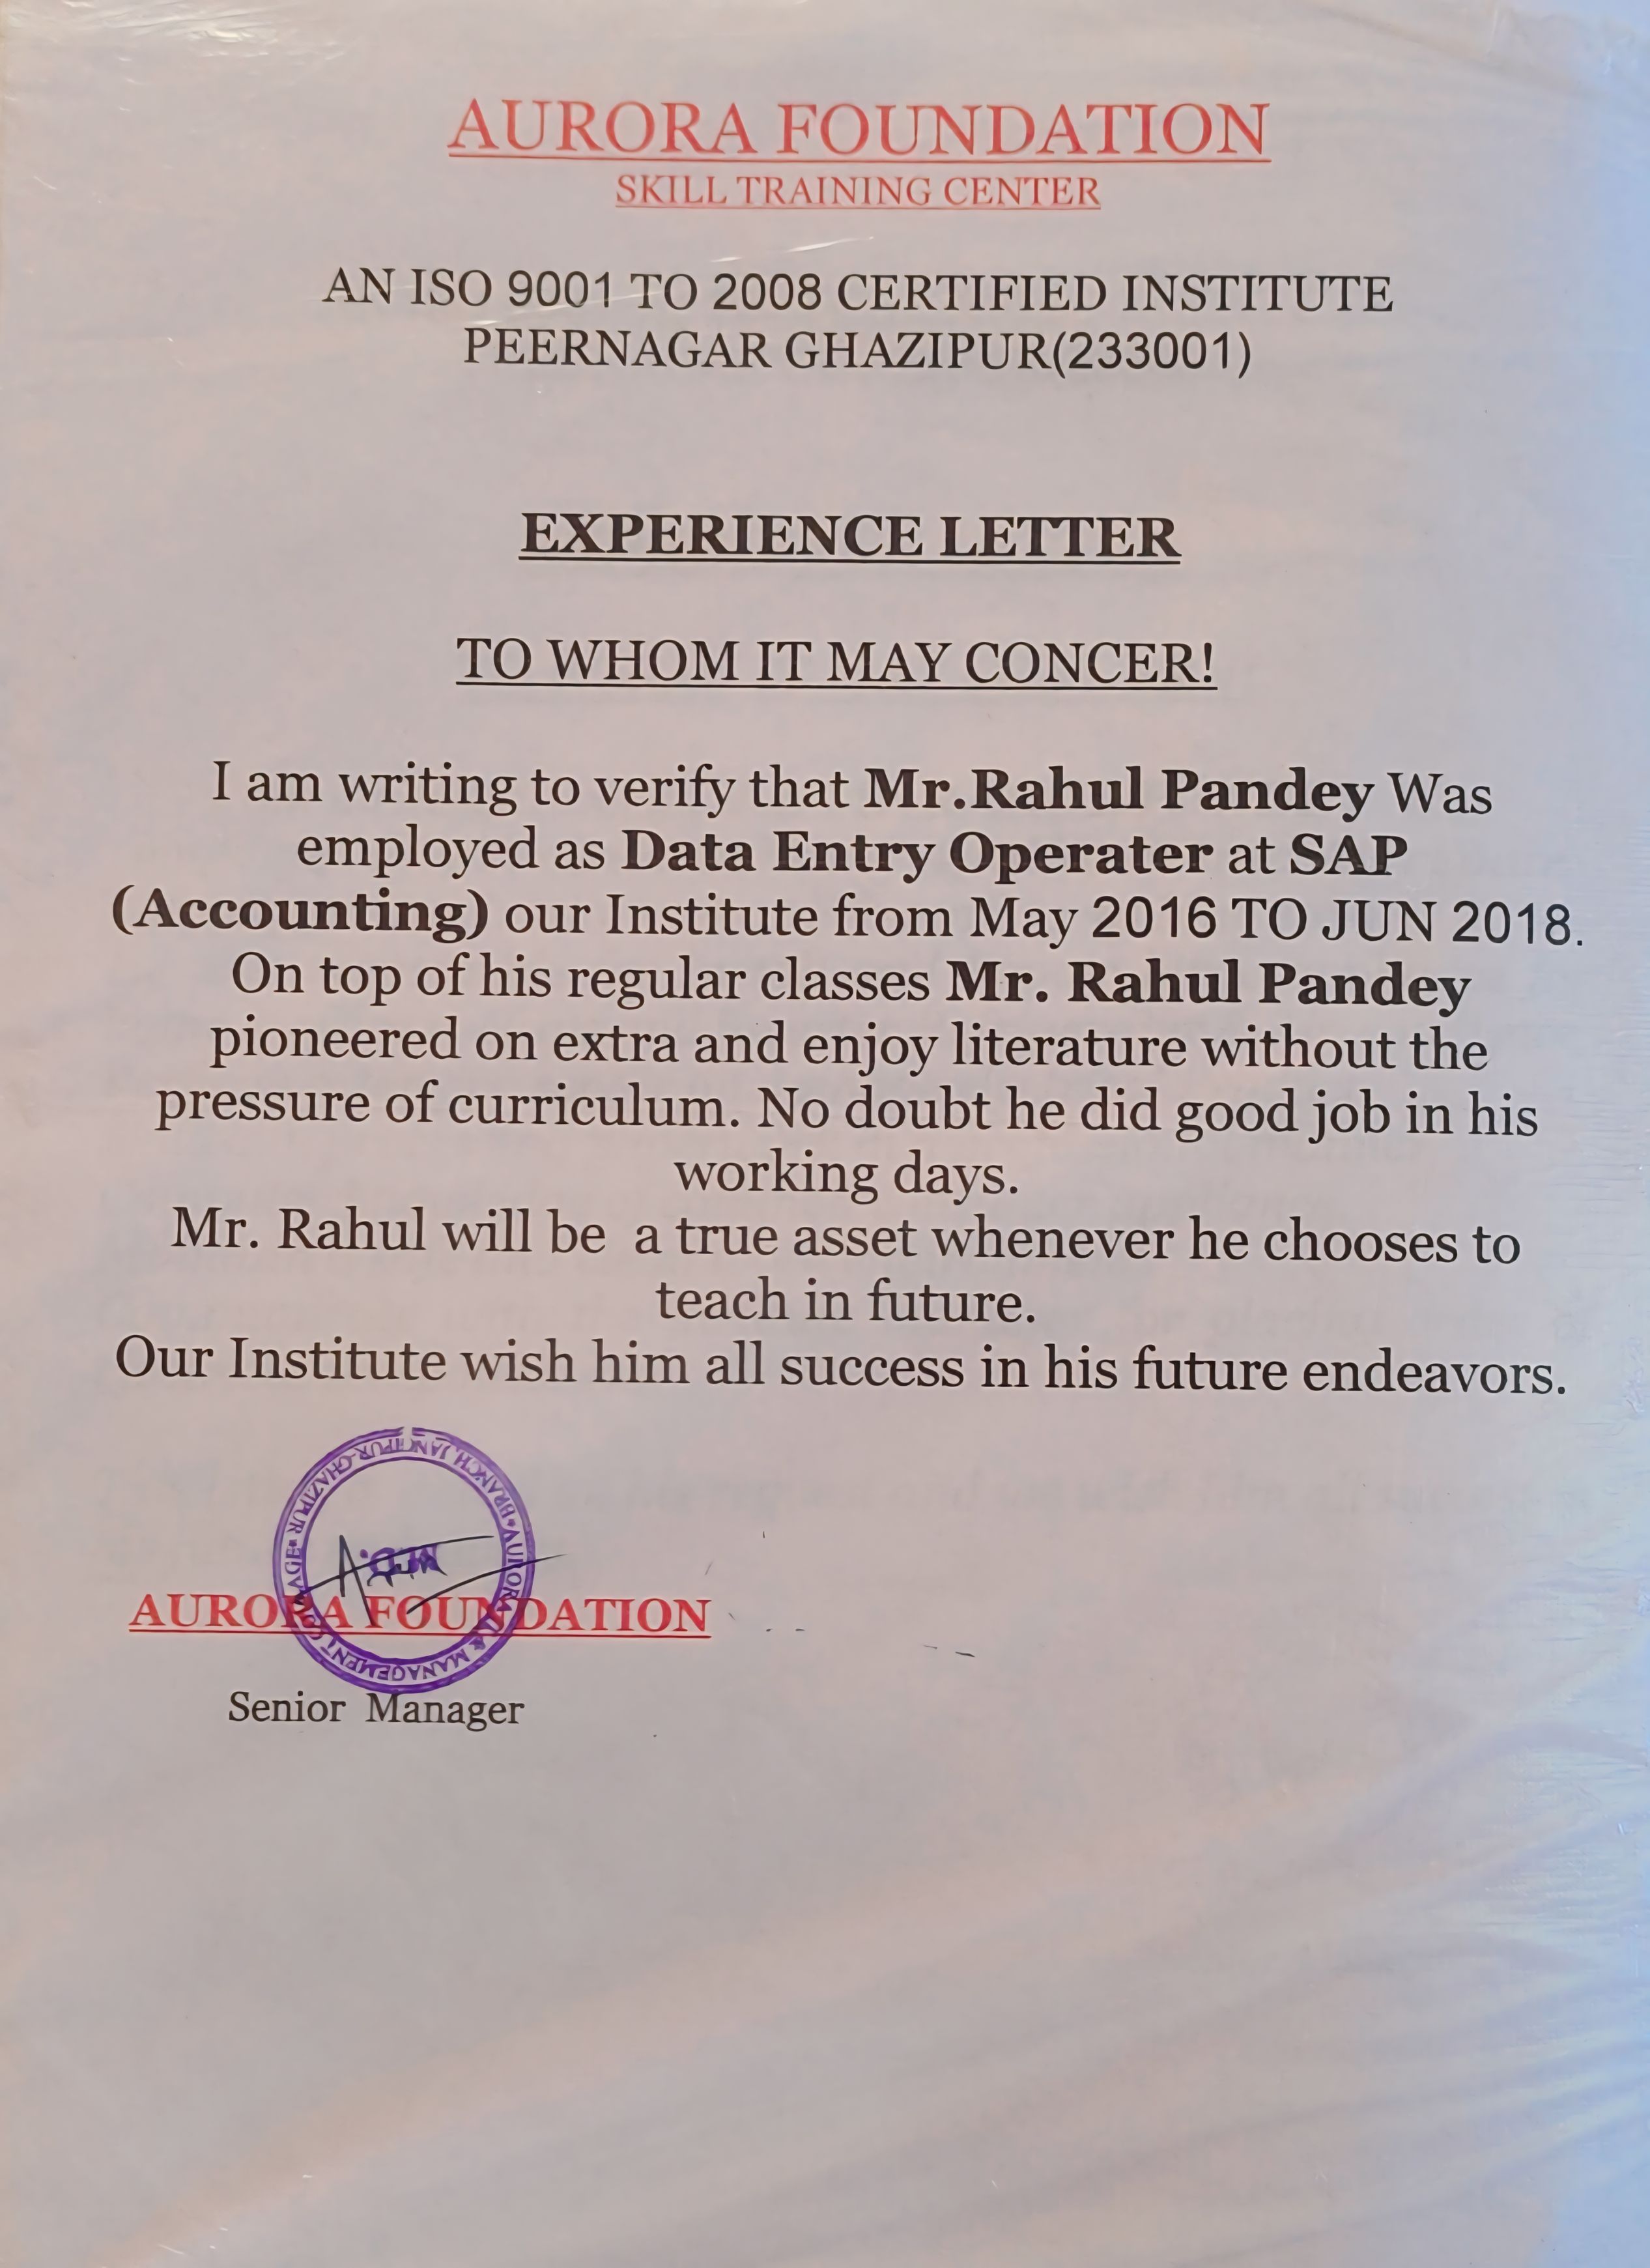 AURORA FOUNDATION
SKILL TRAINING CENTER
AN ISO 9001 TO 2008 CERTIFIED INSTITUTE
PEERNAGAR GHAZIPUR(233001)
EXPERIENCE LETTER
TO WHOM IT MAY CONCER!
I am writing to verify that Mr.Rahul Pandey Was
employed as Data Entry Operater at SAP
(Accounting) our Institute from May 2016 TO JUN 2018.
On top of his regular classes Mr. Rahul Pandey
pioneered on extra and enjoy literature without the
pressure of curriculum. No doubt he did good job in his
working days.
Mr. Rahul will be a true asset whenever he chooses to
teach in future.
Our Institute wish him all success in his future endeavors.
BRANCH JANGIPUR-GHAZIPUR
AURORA & MANAGEMENT
AURORA FOUNDATION
Senior Manager